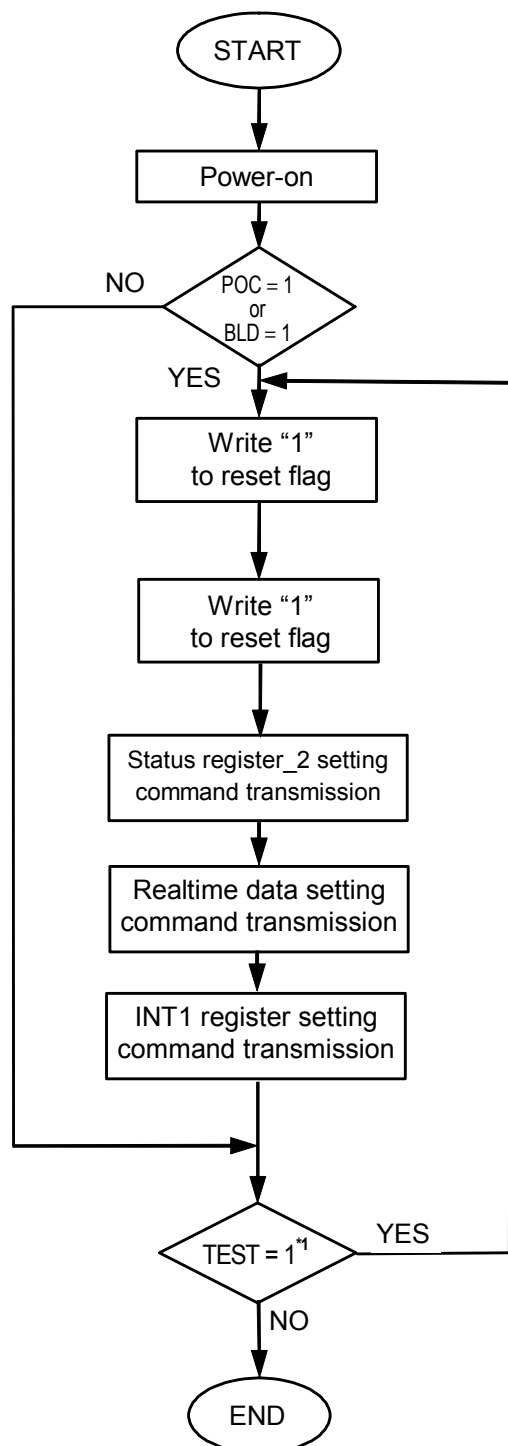 START
Power-on
NO
POC = 1
or
BLD = 1
YES
Write “1”
to reset flag
Write “1”
to reset flag
Status register_2 setting
command transmission
Realtime data setting
command transmission
INT1 register setting
command transmission
TEST = 1*1
YES
NO
END